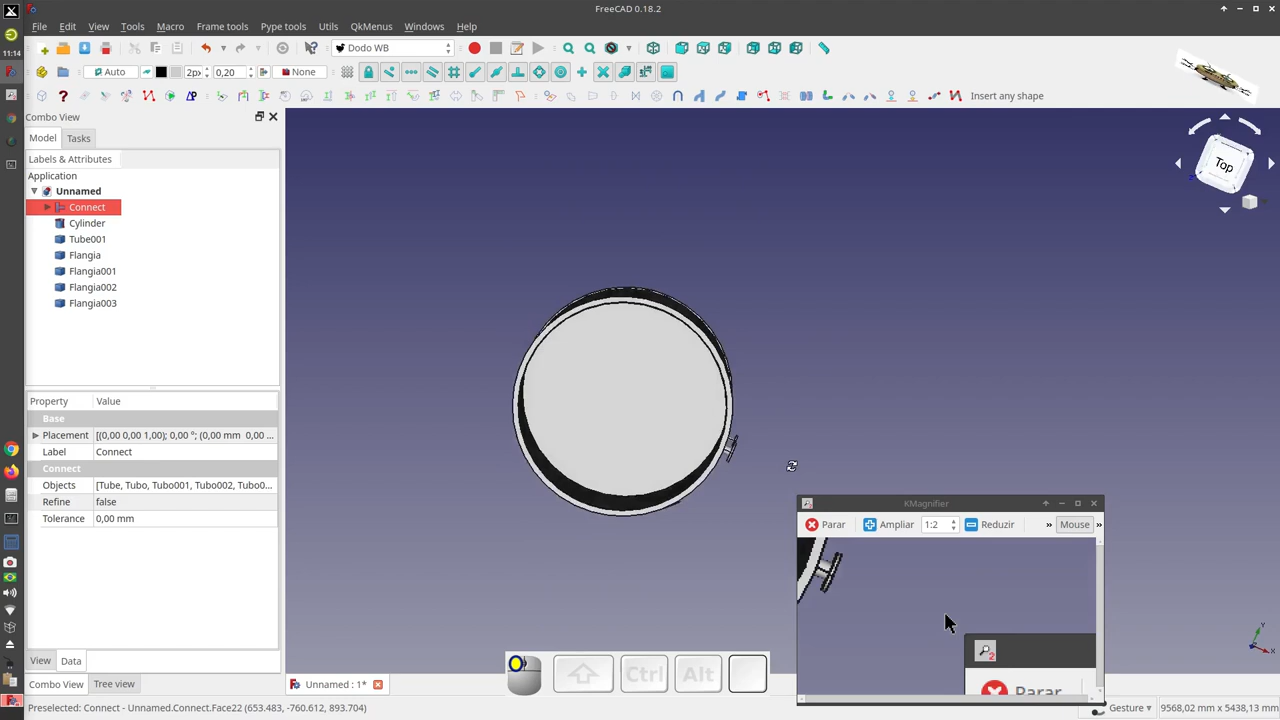 FreeCAD 0.18.2
File Edit View Tools Macro Frame tools Pype tools Utils QkMenus Windows Help
11:14
Dodo WB
Auto 2p 0,20 None
Insert any shape
Combo View
Model Tasks
Labels & Attributes
Application
Unnamed
Connect
Cylinder
Tube001
Flangia
Flangia001
Flangia002
Flangia003
Top
Property Value
Base
Placement [(0,00 0,00 1,00); 0,00 °; (0,00 mm 0,00 ...
Label Connect
Connect
Objects [Tube, Tubo, Tubo001, Tubo002, Tubo0...
Refine false
Tolerance 0,00 mm
KMagnifier
Parar Ampliar 1:2 Reduzir » Mouse »
2
Parar
Ctrl Alt
View Data
Combo View Tree view
Unnamed : 1*
Preselected: Connect - Unnamed.Connect.Face22 (653.483, -760.612, 893.704)
Gesture 9568,02 mm x 5438,13 mm